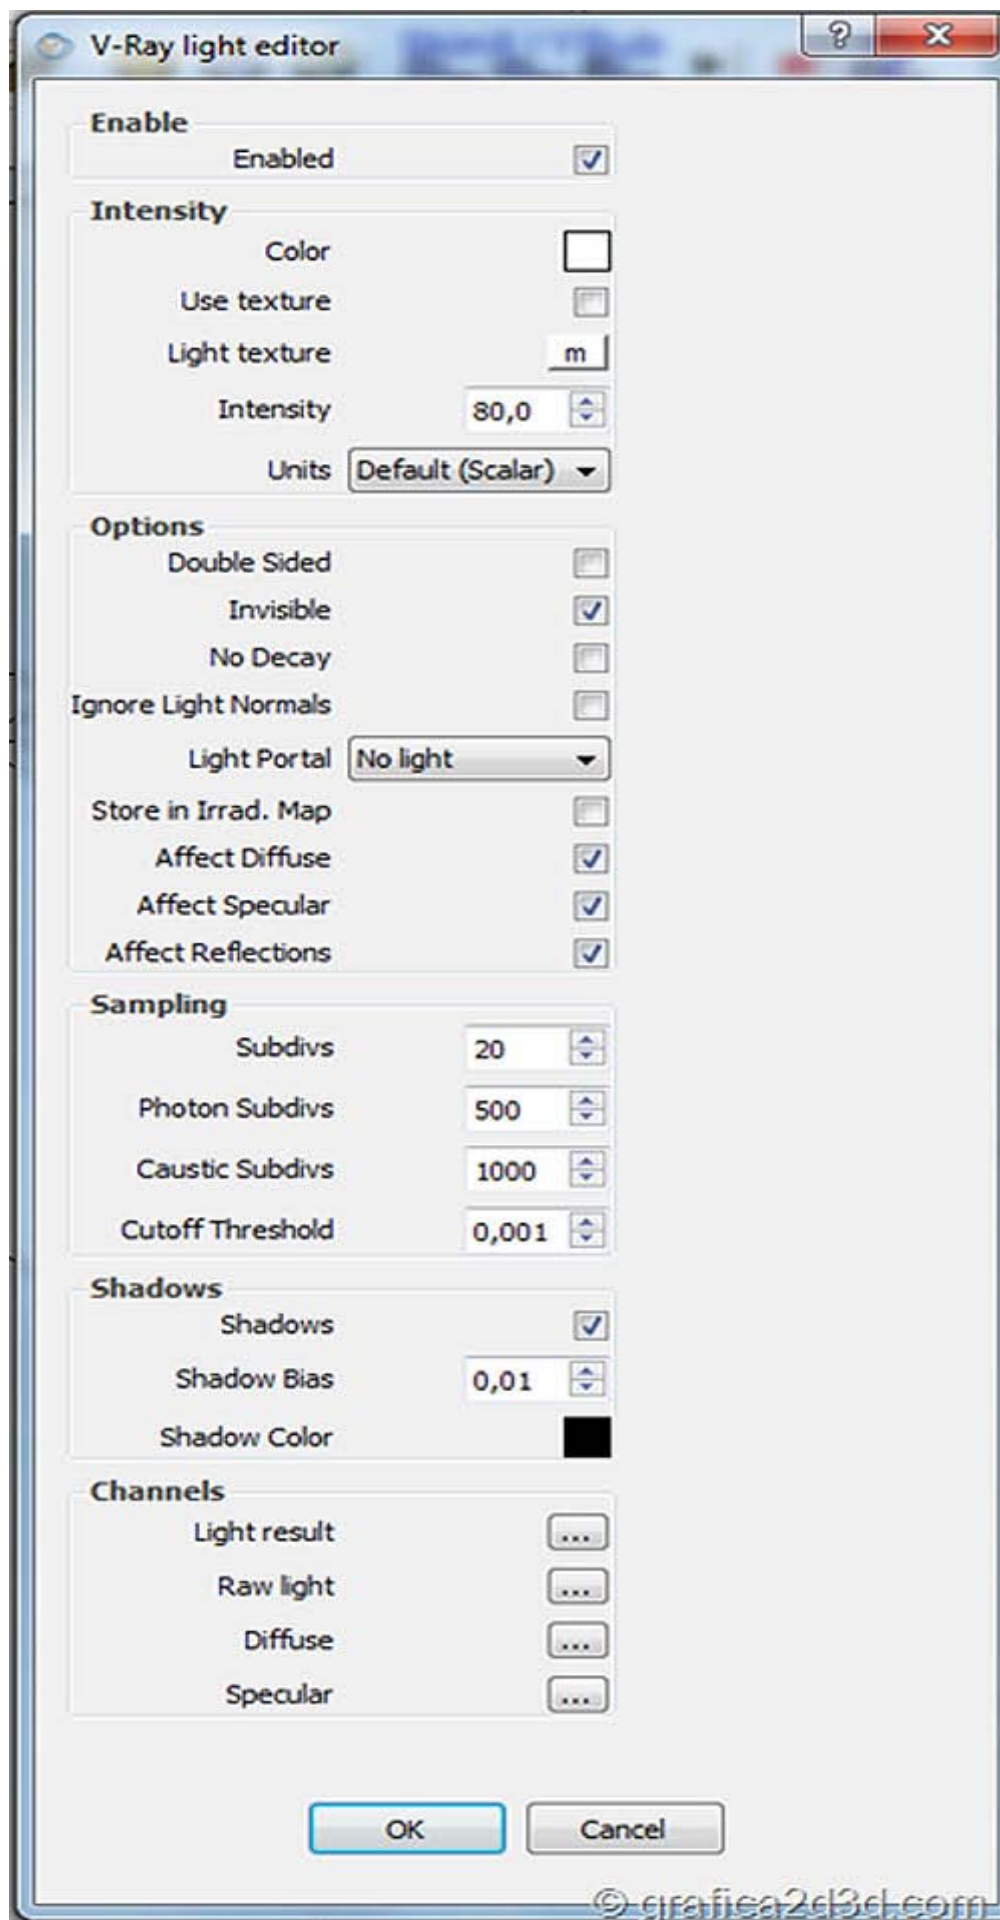 V-Ray light editor
Enable
Enabled
Intensity
Color
Use texture
Light texture m
Intensity 80,0
Units Default (Scalar)
Options
Double Sided
Invisible
No Decay
Ignore Light Normals
Light Portal No light
Store in Irrad. Map
Affect Diffuse
Affect Specular
Affect Reflections
Sampling
Subdivs 20
Photon Subdivs 500
Caustic Subdivs 1000
Cutoff Threshold 0,001
Shadows
Shadows
Shadow Bias 0,01
Shadow Color
Channels
Light result ...
Raw light ...
Diffuse ...
Specular ...
OK Cancel
© grafica2d3d.com